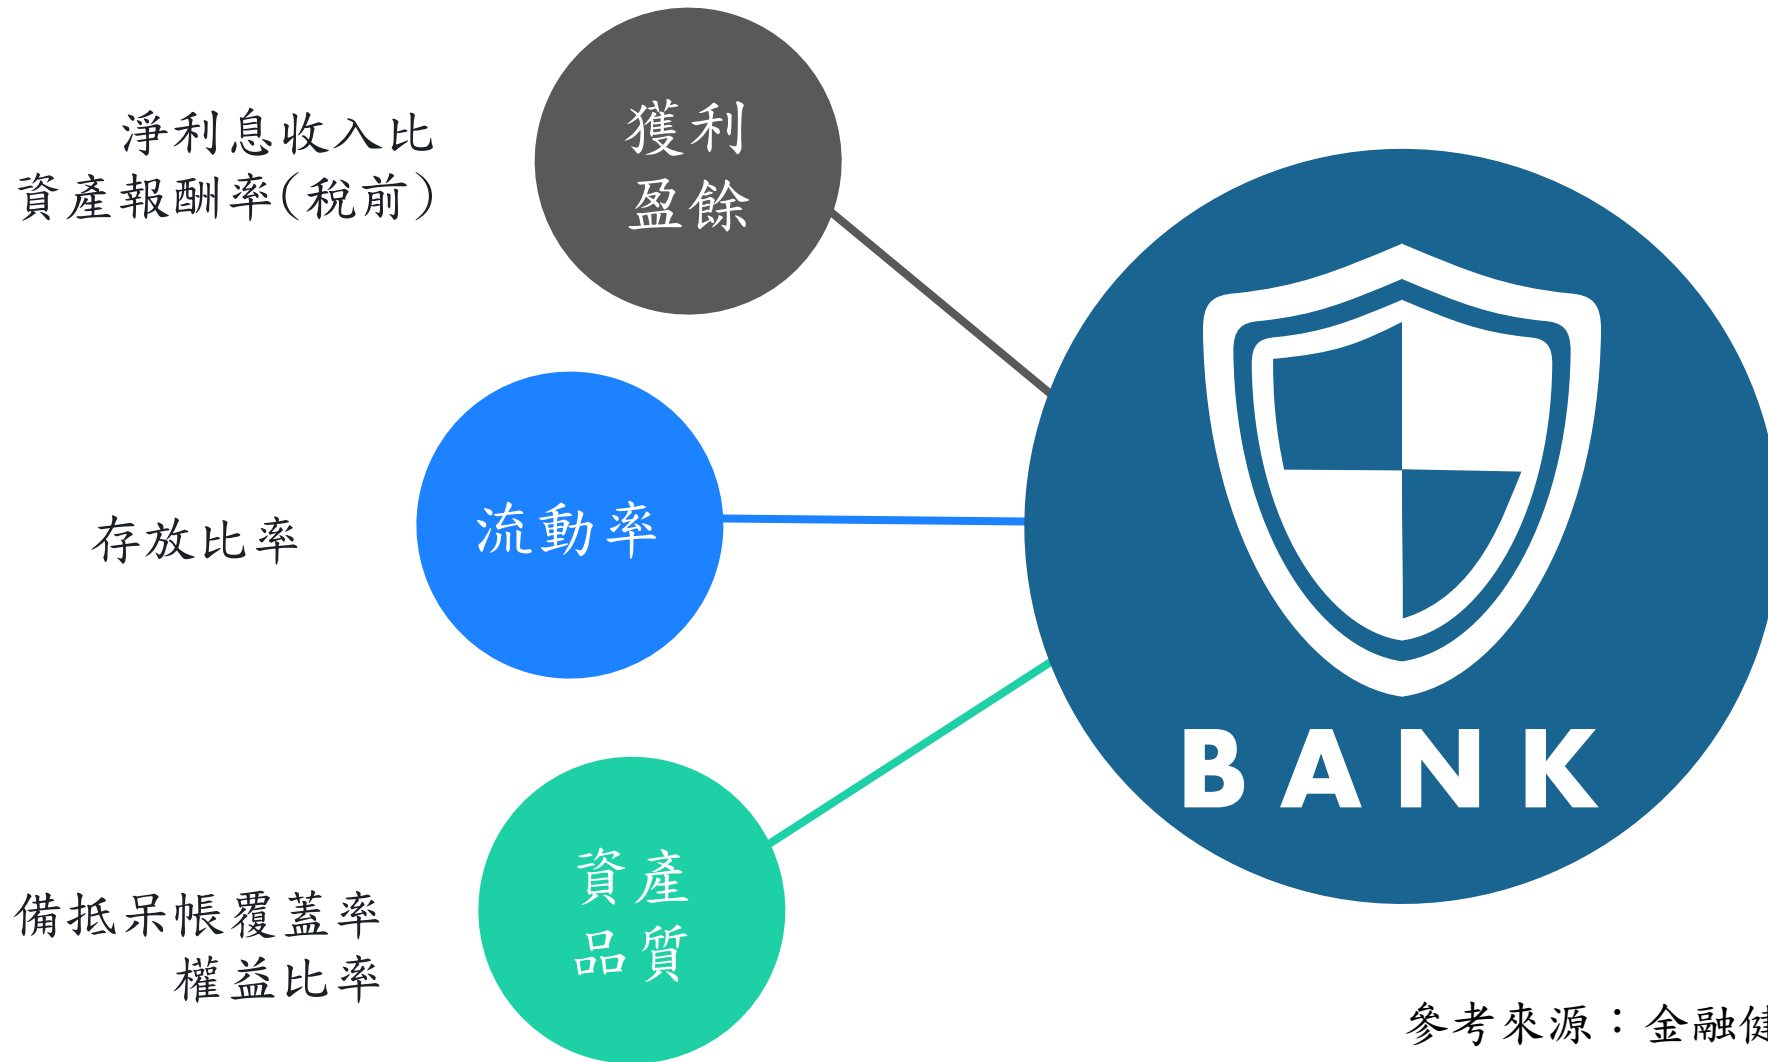 淨利息收入比
資產報酬率(稅前)
獲利
盈餘
存放比率
流動率
備抵呆帳覆蓋率
權益比率
資產
品質
BANK
參考來源：金融健